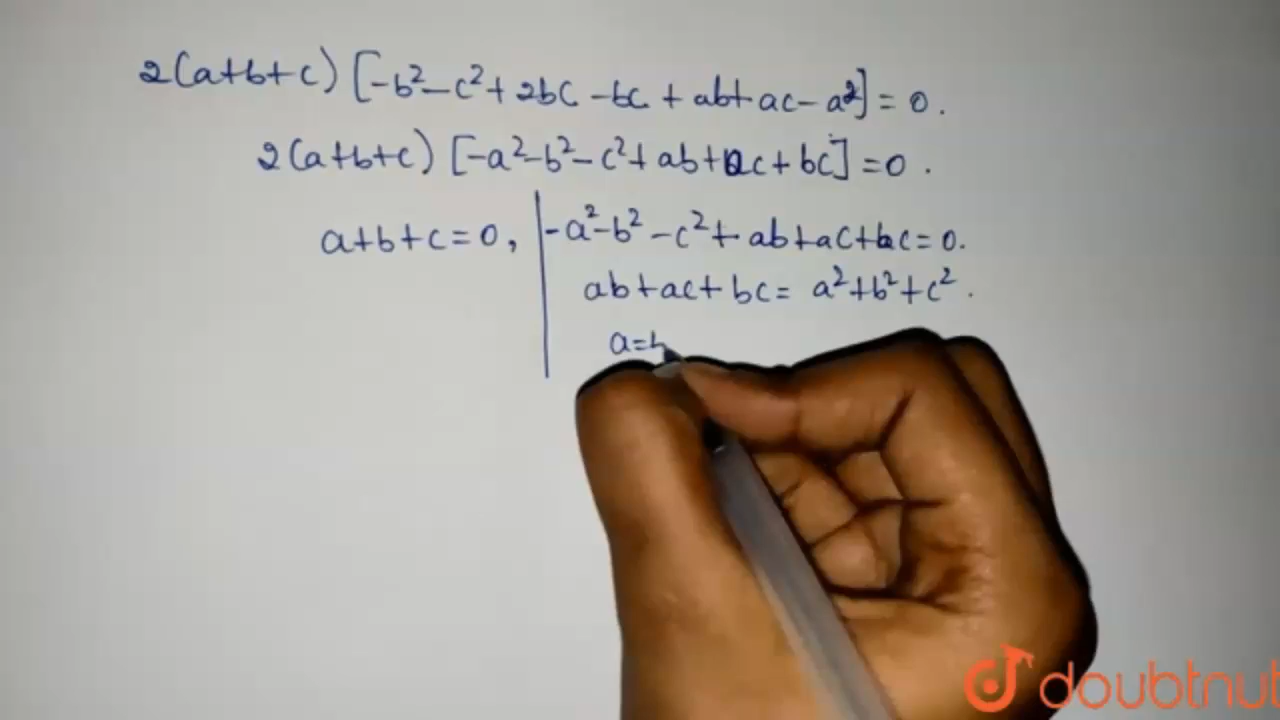 2(a+b+c) [-b²-c²+2bc-bc+ab+ac-a²]=0.
2(a+b+c) [-a²-b²-c²+ab+ac+bc]=0.
a+b+c=0, | -a²-b²-c²+ab+ac+bc=0.
ab+ac+bc= a²+b²+c².
a=b
doubtnut